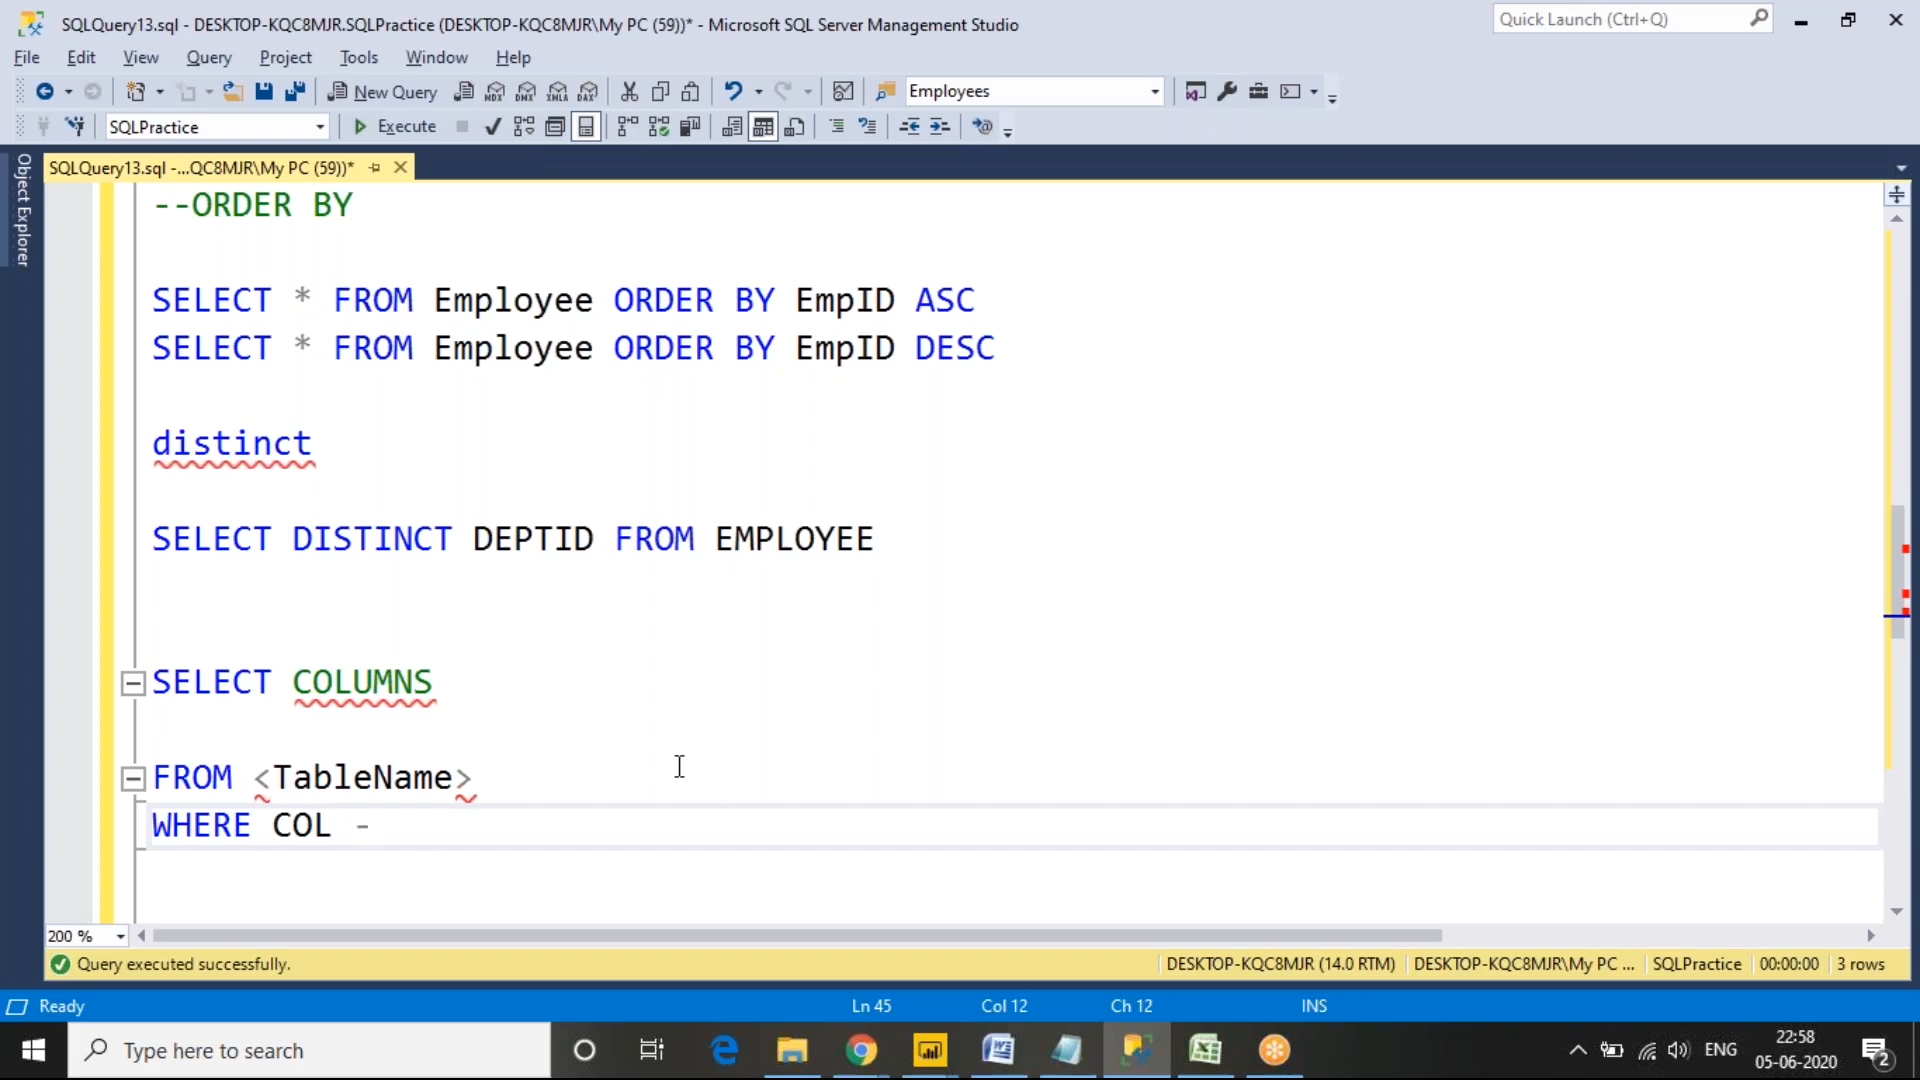 SQLQuery13.sql - DESKTOP-KQC8MJR.SQLPractice (DESKTOP-KQC8MJR\My PC (59))* - Microsoft SQL Server Management Studio
Quick Launch (Ctrl+Q)
File Edit View Query Project Tools Window Help
New Query
MDX DMX XMLA DAX
Employees
SQLPractice
Execute
Object Explorer
SQLQuery13.sql -...QC8MJR\My PC (59))*
--ORDER BY
SELECT * FROM Employee ORDER BY EmpID ASC
SELECT * FROM Employee ORDER BY EmpID DESC
distinct
SELECT DISTINCT DEPTID FROM EMPLOYEE
SELECT COLUMNS
FROM <TableName>
WHERE COL -
200 %
Query executed successfully.
DESKTOP-KQC8MJR (14.0 RTM) DESKTOP-KQC8MJR\My PC ... SQLPractice 00:00:00 3 rows
Ready Ln 45 Col 12 Ch 12 INS
Type here to search
ENG
22:58
05-06-2020
2